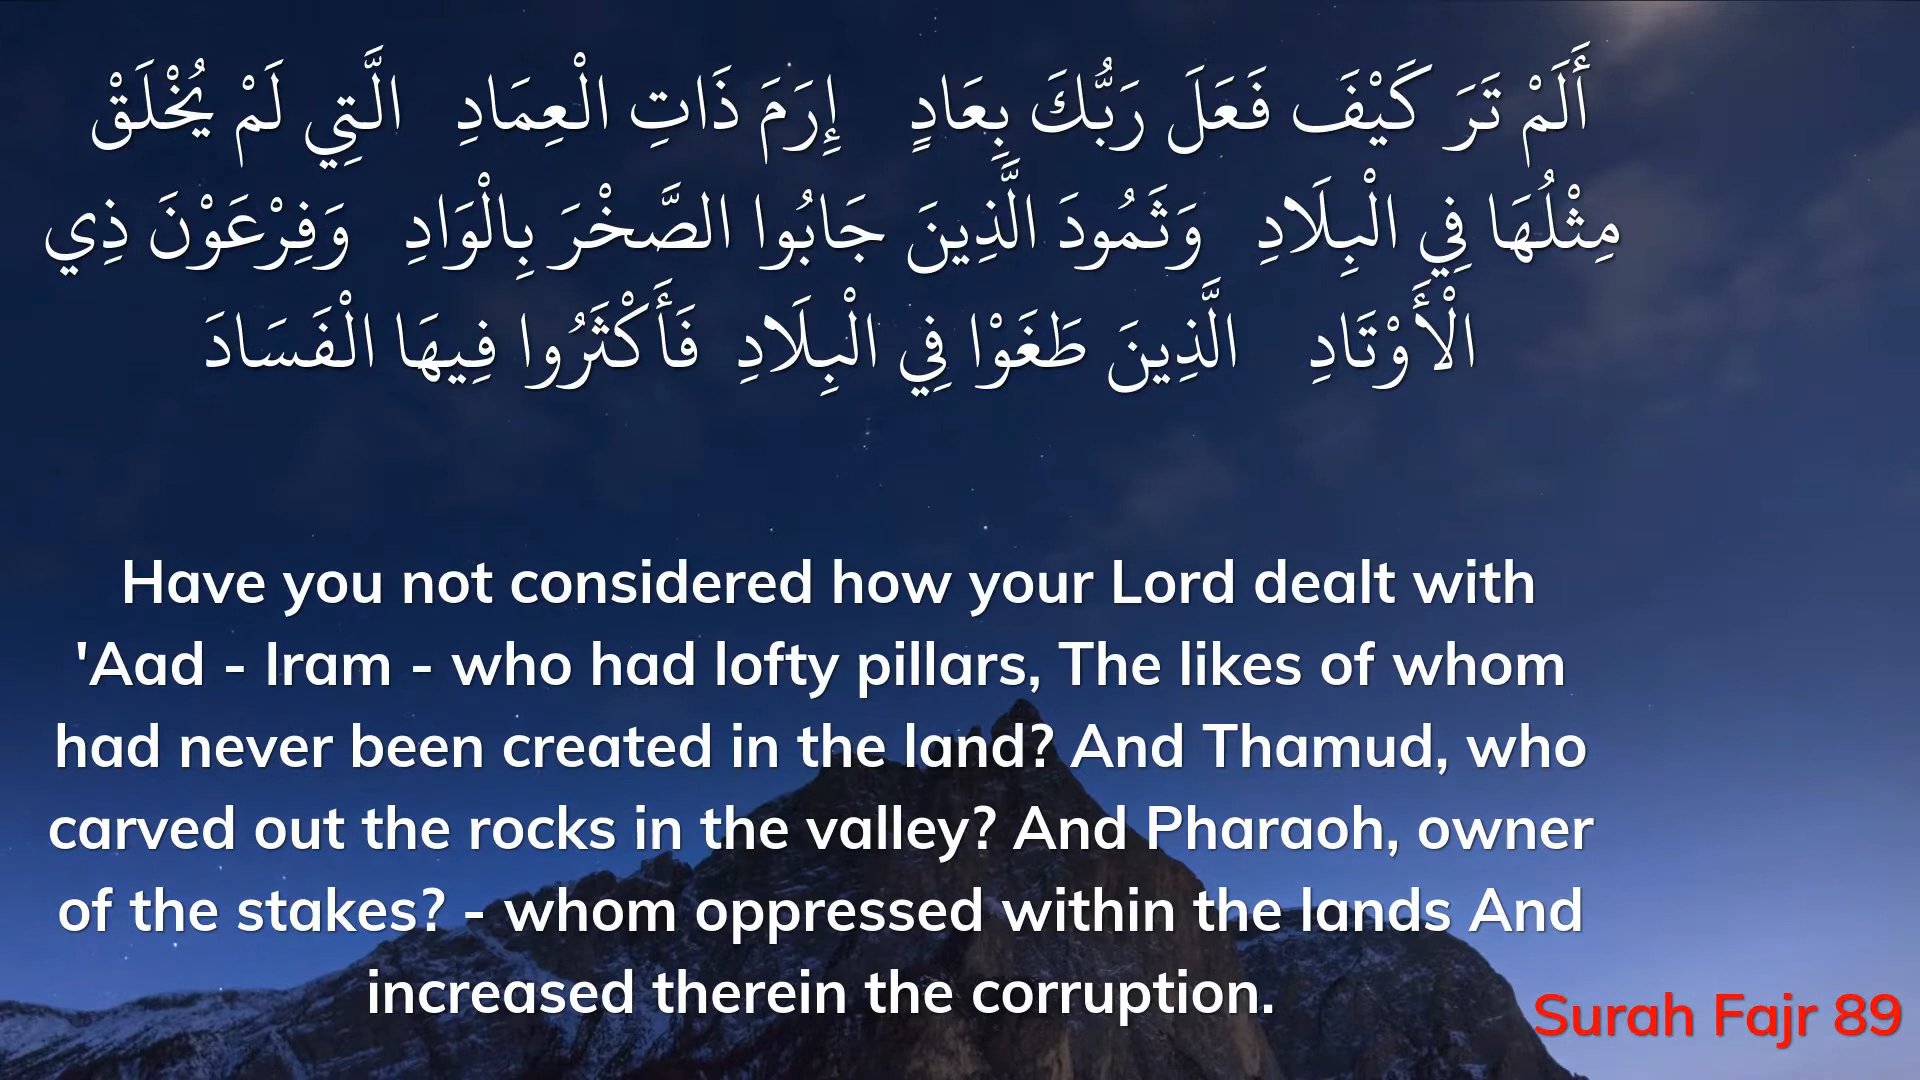 أَلَمْ تَرَ كَيْفَ فَعَلَ رَبُّكَ بِعَادٍ إِرَمَ ذَاتِ الْعِمَادِ الَّتِي لَمْ يُخْلَقْ
مِثْلُهَا فِي الْبِلَادِ وَثَمُودَ الَّذِينَ جَابُوا الصَّخْرَ بِالْوَادِ وَفِرْعَوْنَ ذِي
الْأَوْتَادِ الَّذِينَ طَغَوْا فِي الْبِلَادِ فَأَكْثَرُوا فِيهَا الْفَسَادَ
Have you not considered how your Lord dealt with
'Aad - Iram - who had lofty pillars, The likes of whom
had never been created in the land? And Thamud, who
carved out the rocks in the valley? And Pharaoh, owner
of the stakes? - whom oppressed within the lands And
increased therein the corruption.
Surah Fajr 89